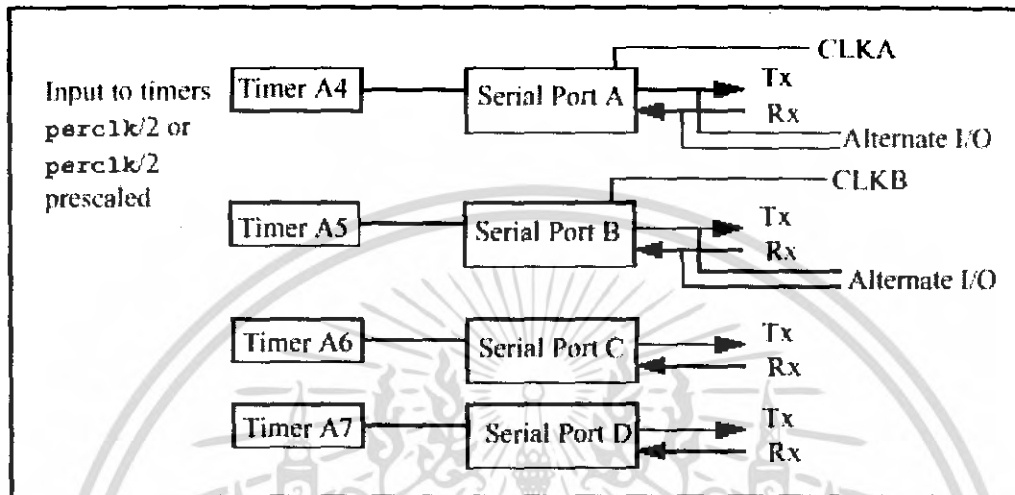 CLKA
Input to timers
perclk/2 or
perclk/2
prescaled
Timer A4
Serial Port A
Tx
Rx
Alternate I/O
CLKB
Timer A5
Serial Port B
Tx
Rx
Alternate I/O
Timer A6
Serial Port C
Tx
Rx
Timer A7
Serial Port D
Tx
Rx